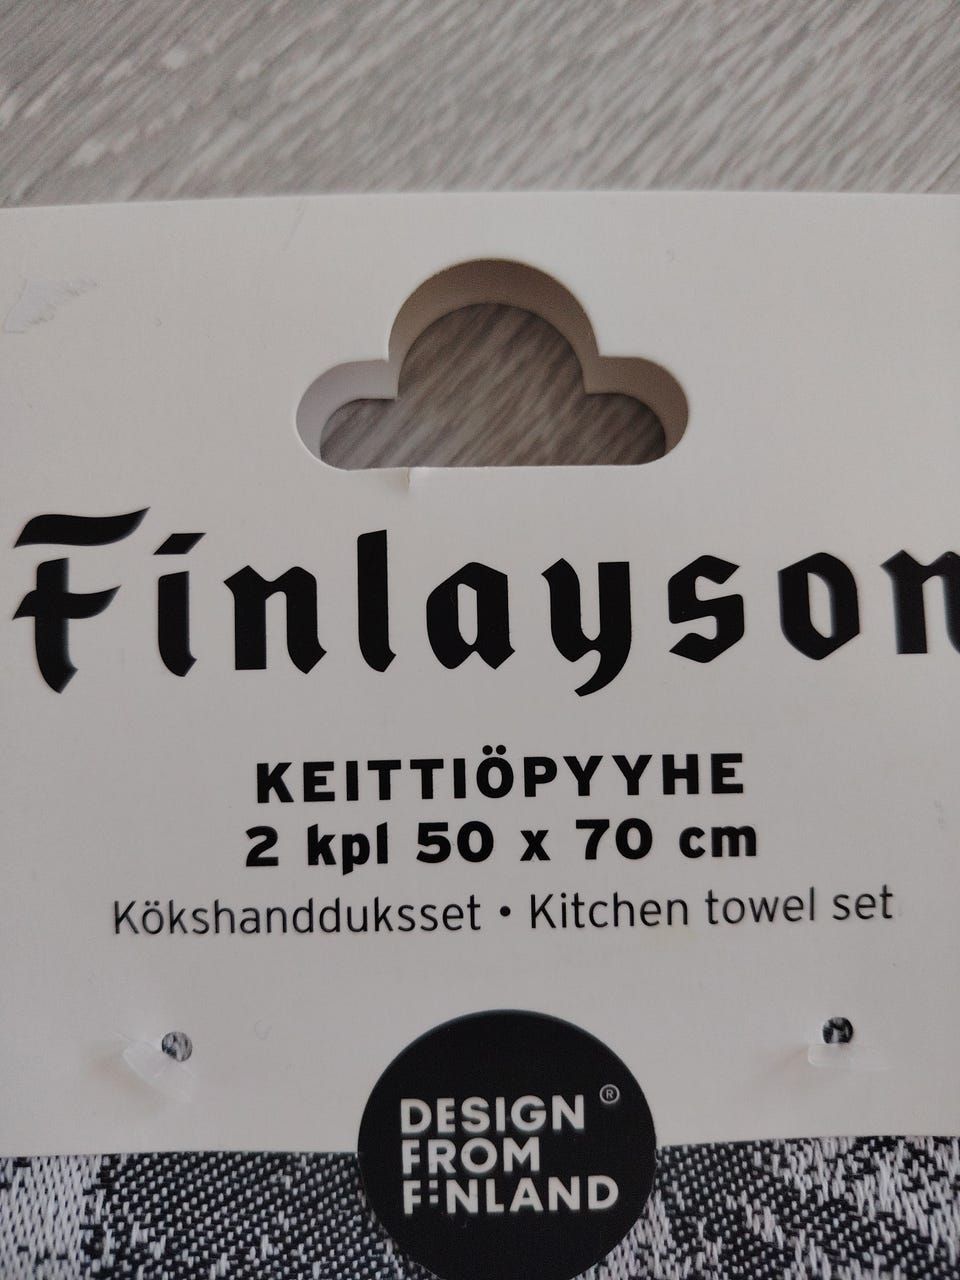 Finlayson
KEITTIÖPYYHE
2 kpl 50 x 70 cm
Kökshandduksset • Kitchen towel set
DESIGN ®
FROM
FINLAND